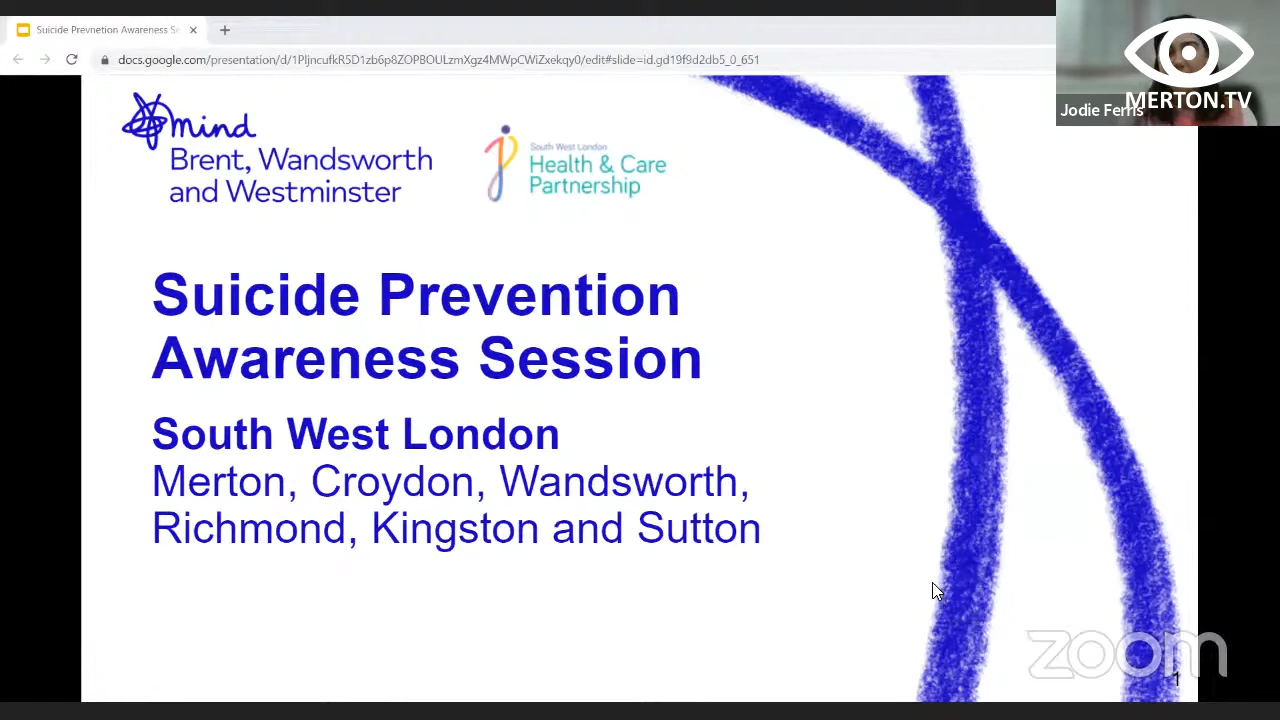 Suicide Prevnetion Awareness Se
docs.google.com/presentation/d/1PljncufkRSD1zb6p8ZOPBOULzmXgz4MWpCWiZxekqy0/edit#slide=id.gd19f9d2db5_0_651
MERTON.TV
Jodie Ferris
mind
Brent, Wandsworth
and Westminster
South West London
Health & Care
Partnership
Suicide Prevention
Awareness Session
South West London
Merton, Croydon, Wandsworth,
Richmond, Kingston and Sutton
zoom
1